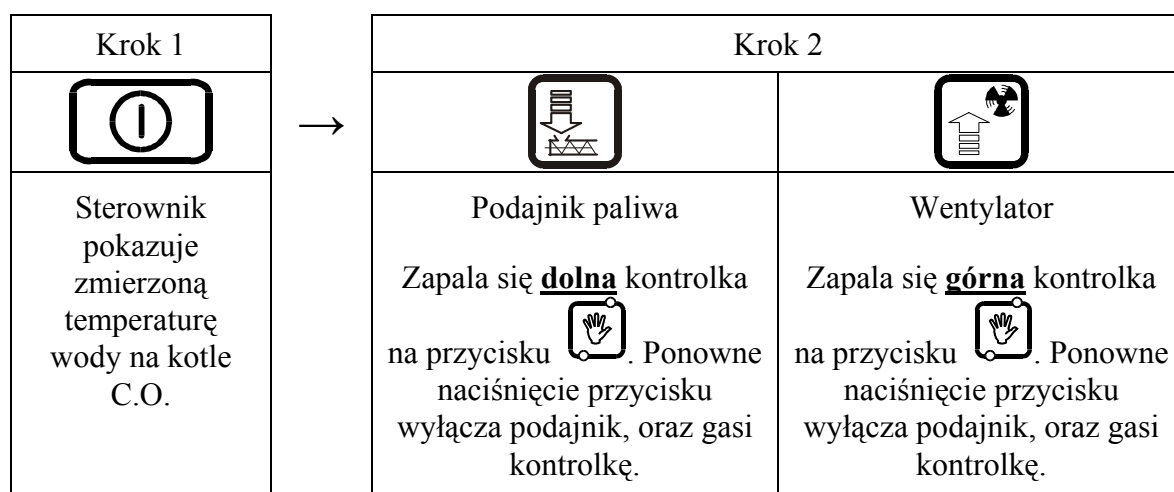 Krok 1
Krok 2
→
Sterownik
pokazuje
zmierzoną
temperaturę
wody na kotle
C.O.
Podajnik paliwa
Zapala się dolna kontrolka
na przycisku . Ponowne
naciśnięcie przycisku
wyłącza podajnik, oraz gasi
kontrolkę.
Wentylator
Zapala się górna kontrolka
na przycisku . Ponowne
naciśnięcie przycisku
wyłącza podajnik, oraz gasi
kontrolkę.